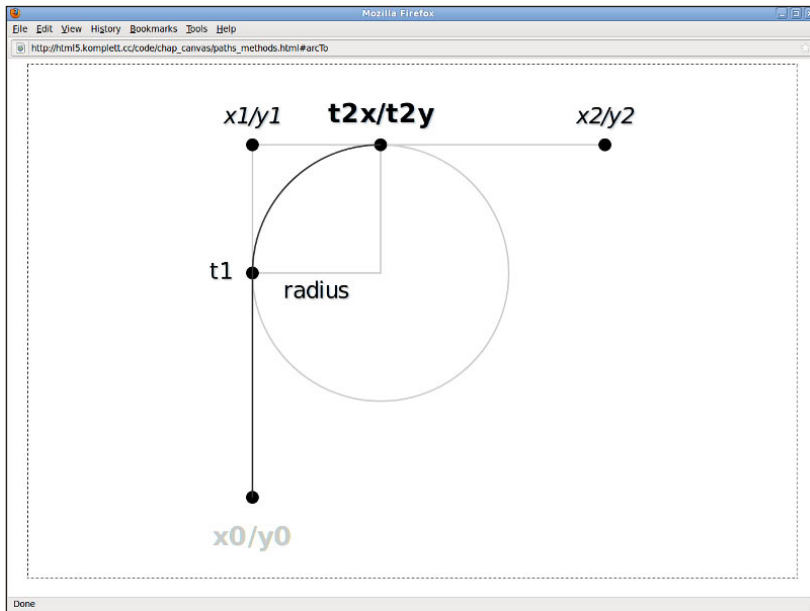 Mozilla Firefox
File Edit View History Bookmarks Tools Help
http://html5.komplett.cc/code/chap_canvas/paths_methods.html#arcTo
x1/y1 t2x/t2y x2/y2
t1
radius
x0/y0
Done